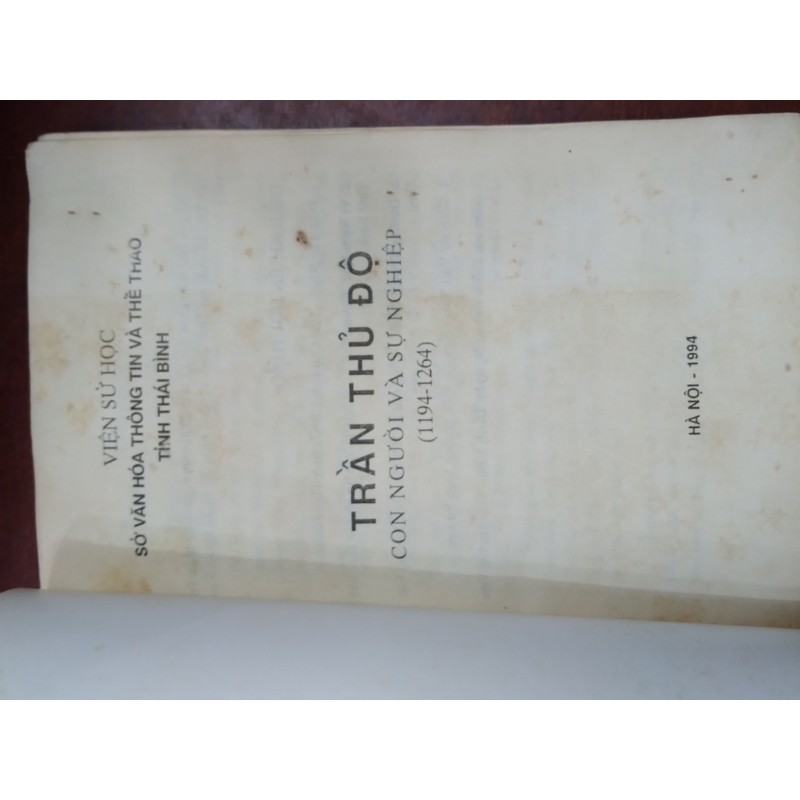 VIỆN SỬ HỌC
SỞ VĂN HÓA THÔNG TIN VÀ THỂ THAO
TỈNH THÁI BÌNH
TRẦN THỦ ĐỘ
CON NGƯỜI VÀ SỰ NGHIỆP
(1194-1264)
HÀ NỘI - 1994